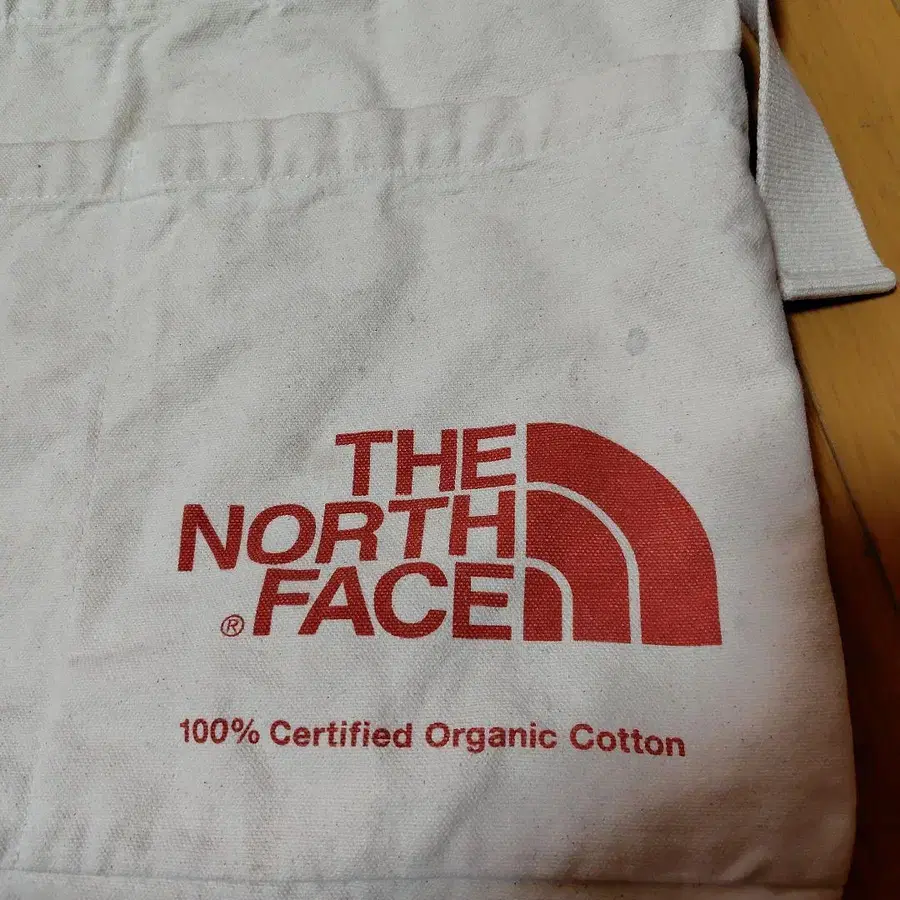 THE
NORTH
® FACE
100% Certified Organic Cotton